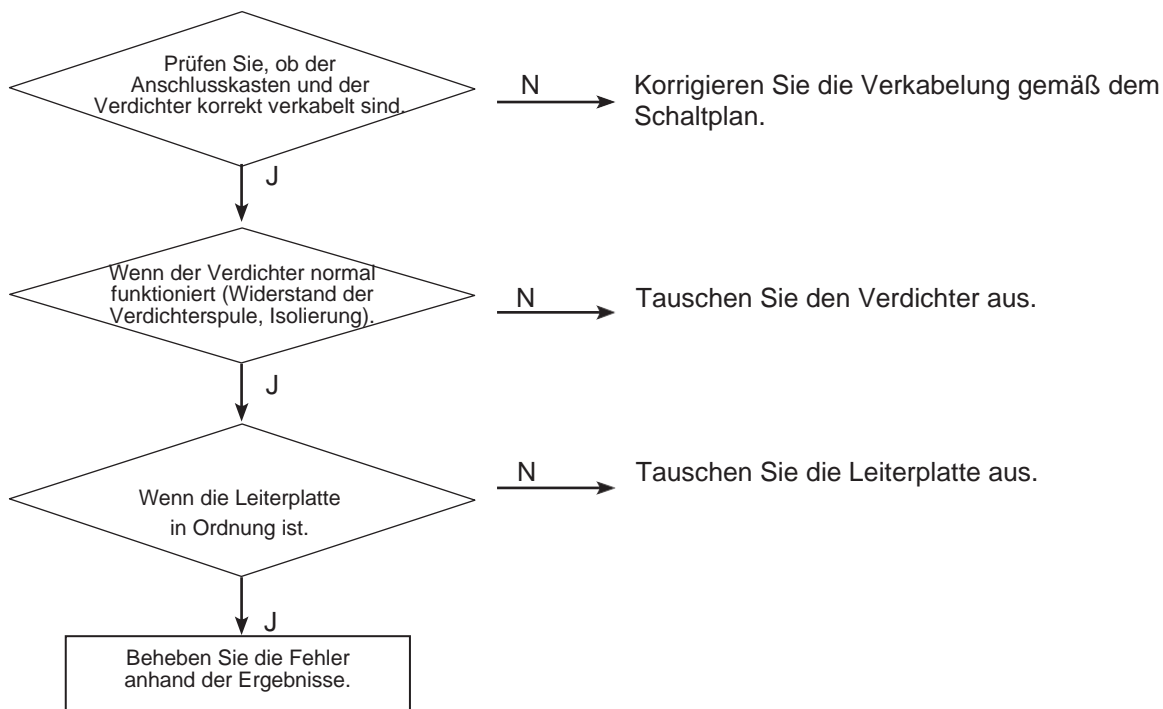 Prüfen Sie, ob der
Anschlusskasten und der
Verdichter korrekt verkabelt sind.
N
Korrigieren Sie die Verkabelung gemäß dem
Schaltplan.
J
Wenn der Verdichter normal
funktioniert (Widerstand der
Verdichterspule, Isolierung).
N
Tauschen Sie den Verdichter aus.
J
Wenn die Leiterplatte
in Ordnung ist.
N
Tauschen Sie die Leiterplatte aus.
J
Beheben Sie die Fehler
anhand der Ergebnisse.